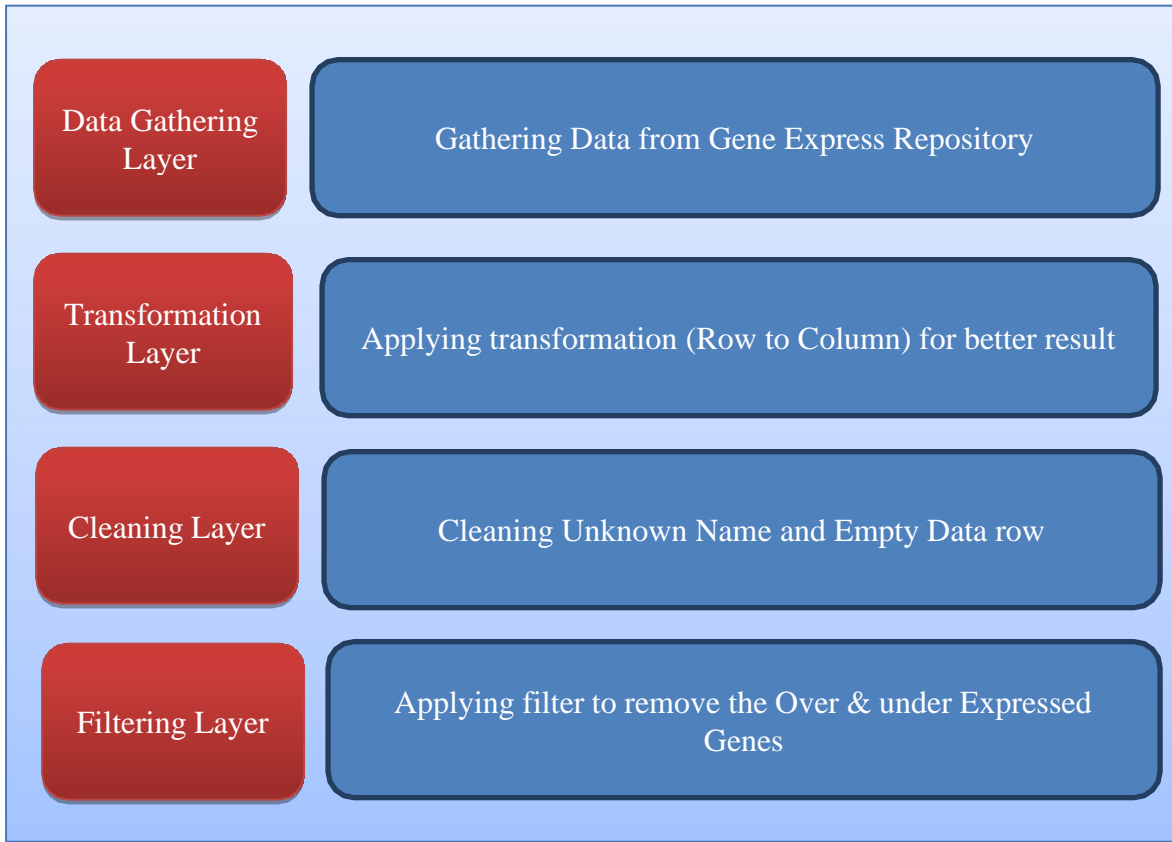 Data Gathering
Layer
Gathering Data from Gene Express Repository
Transformation
Layer
Applying transformation (Row to Column) for better result
Cleaning Layer
Cleaning Unknown Name and Empty Data row
Filtering Layer
Applying filter to remove the Over & under Expressed
Genes